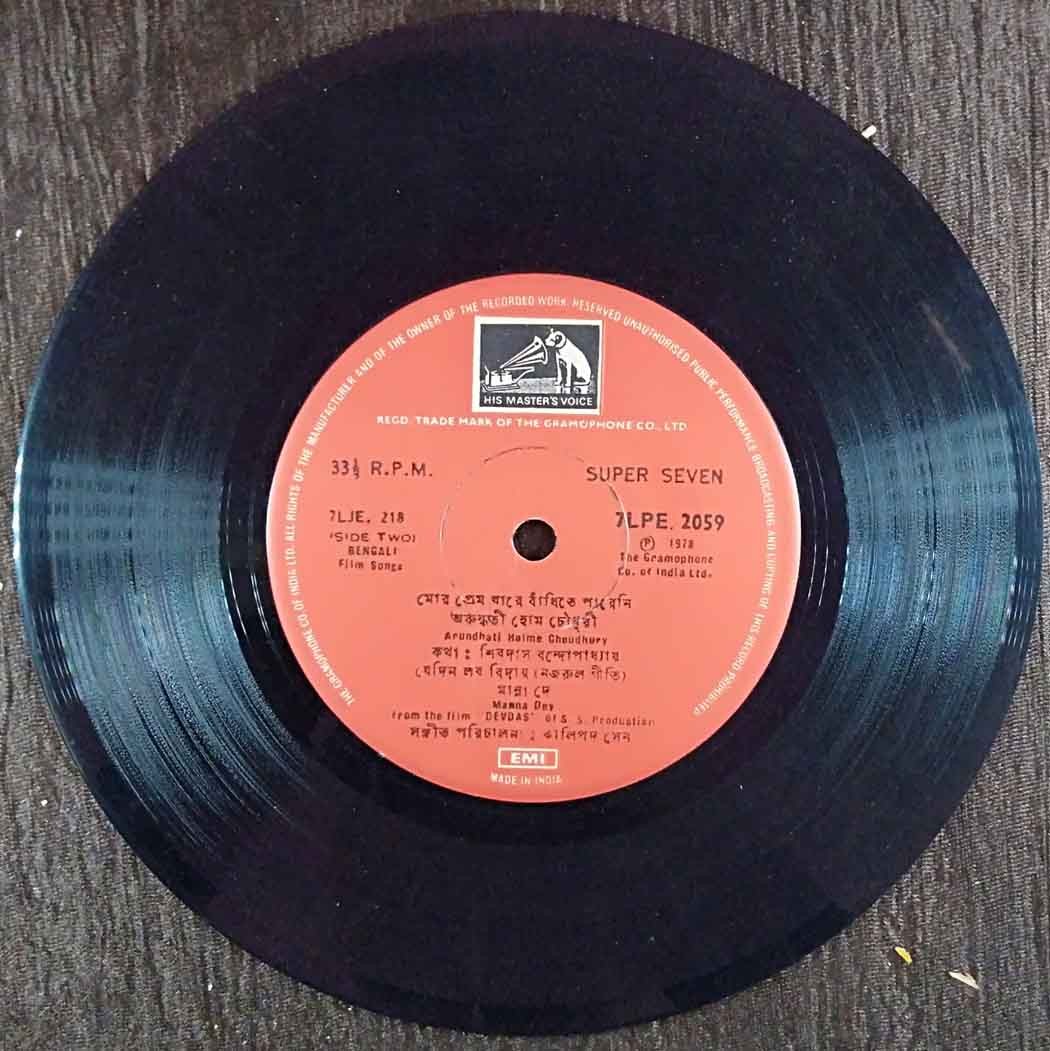 THE GRAMOPHONE CO OF INDIA LTD. ALL RIGHTS OF THE MANUFACTURER AND OF THE OWNER OF THE RECORDED WORK RESERVED UNAUTHORISED PUBLIC PERFORMANCE BROADCASTING AND COPYING OF THIS RECORD PROHIBITED
HIS MASTER'S VOICE
REGD. TRADE MARK OF THE GRAMOPHONE CO., LTD.
33⅓ R.P.M.
SUPER SEVEN
7LJE. 218
7LPE. 2059
(SIDE TWO)
BENGALI
Film Songs
℗ 1978
The Gramophone
Co. of India Ltd.
মোর প্রেম যারে বাঁধিতে পারেনি
অরুন্ধতী হোম চৌধুরী
Arundhati Holme Choudhury
কথা : শিবদাস বন্দোপাধ্যায়
যেদিন লব বিদায় (নজরুল গীতি)
মান্না দে
Manna Dey
From the film "DEVDAS" of S. S. Production
সঙ্গীত পরিচালনা : কালিপদ সেন
EMI
MADE IN INDIA